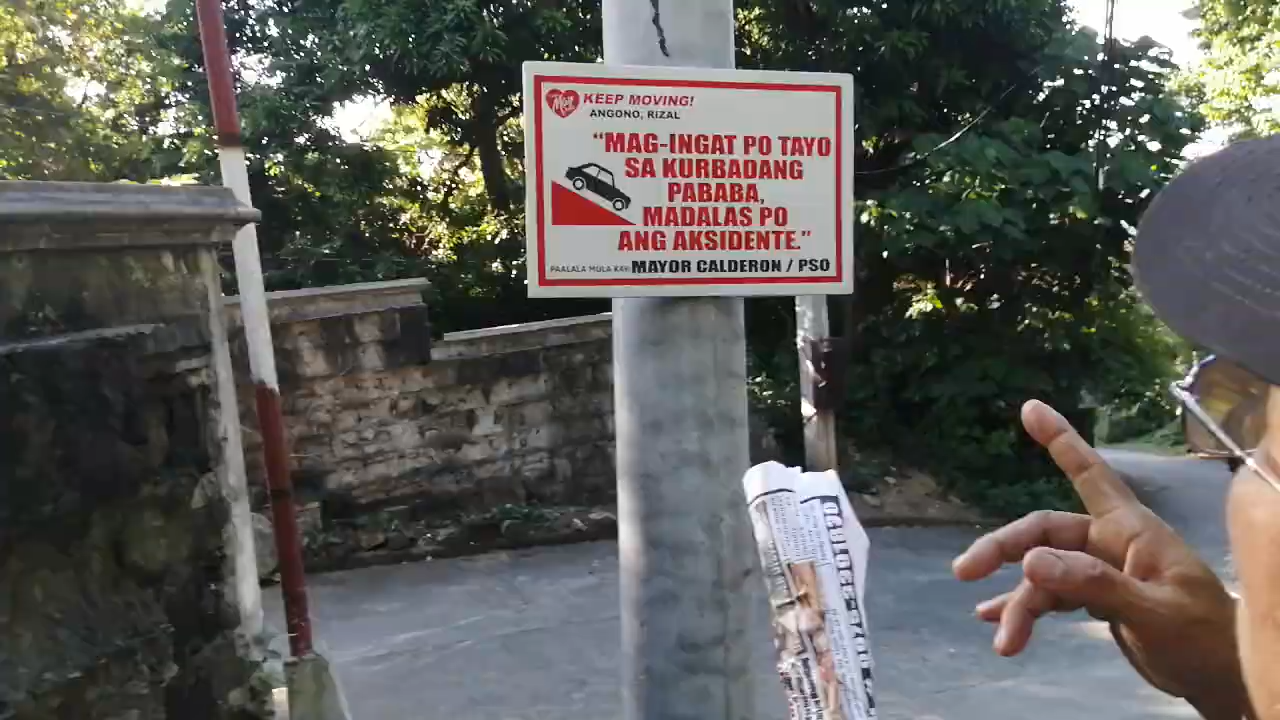 Meg
KEEP MOVING!
ANGONO, RIZAL
“MAG-INGAT PO TAYO
SA KURBADANG
PABABA,
MADALAS PO
ANG AKSIDENTE.”
PAALALA MULA KAY: MAYOR CALDERON / PSO